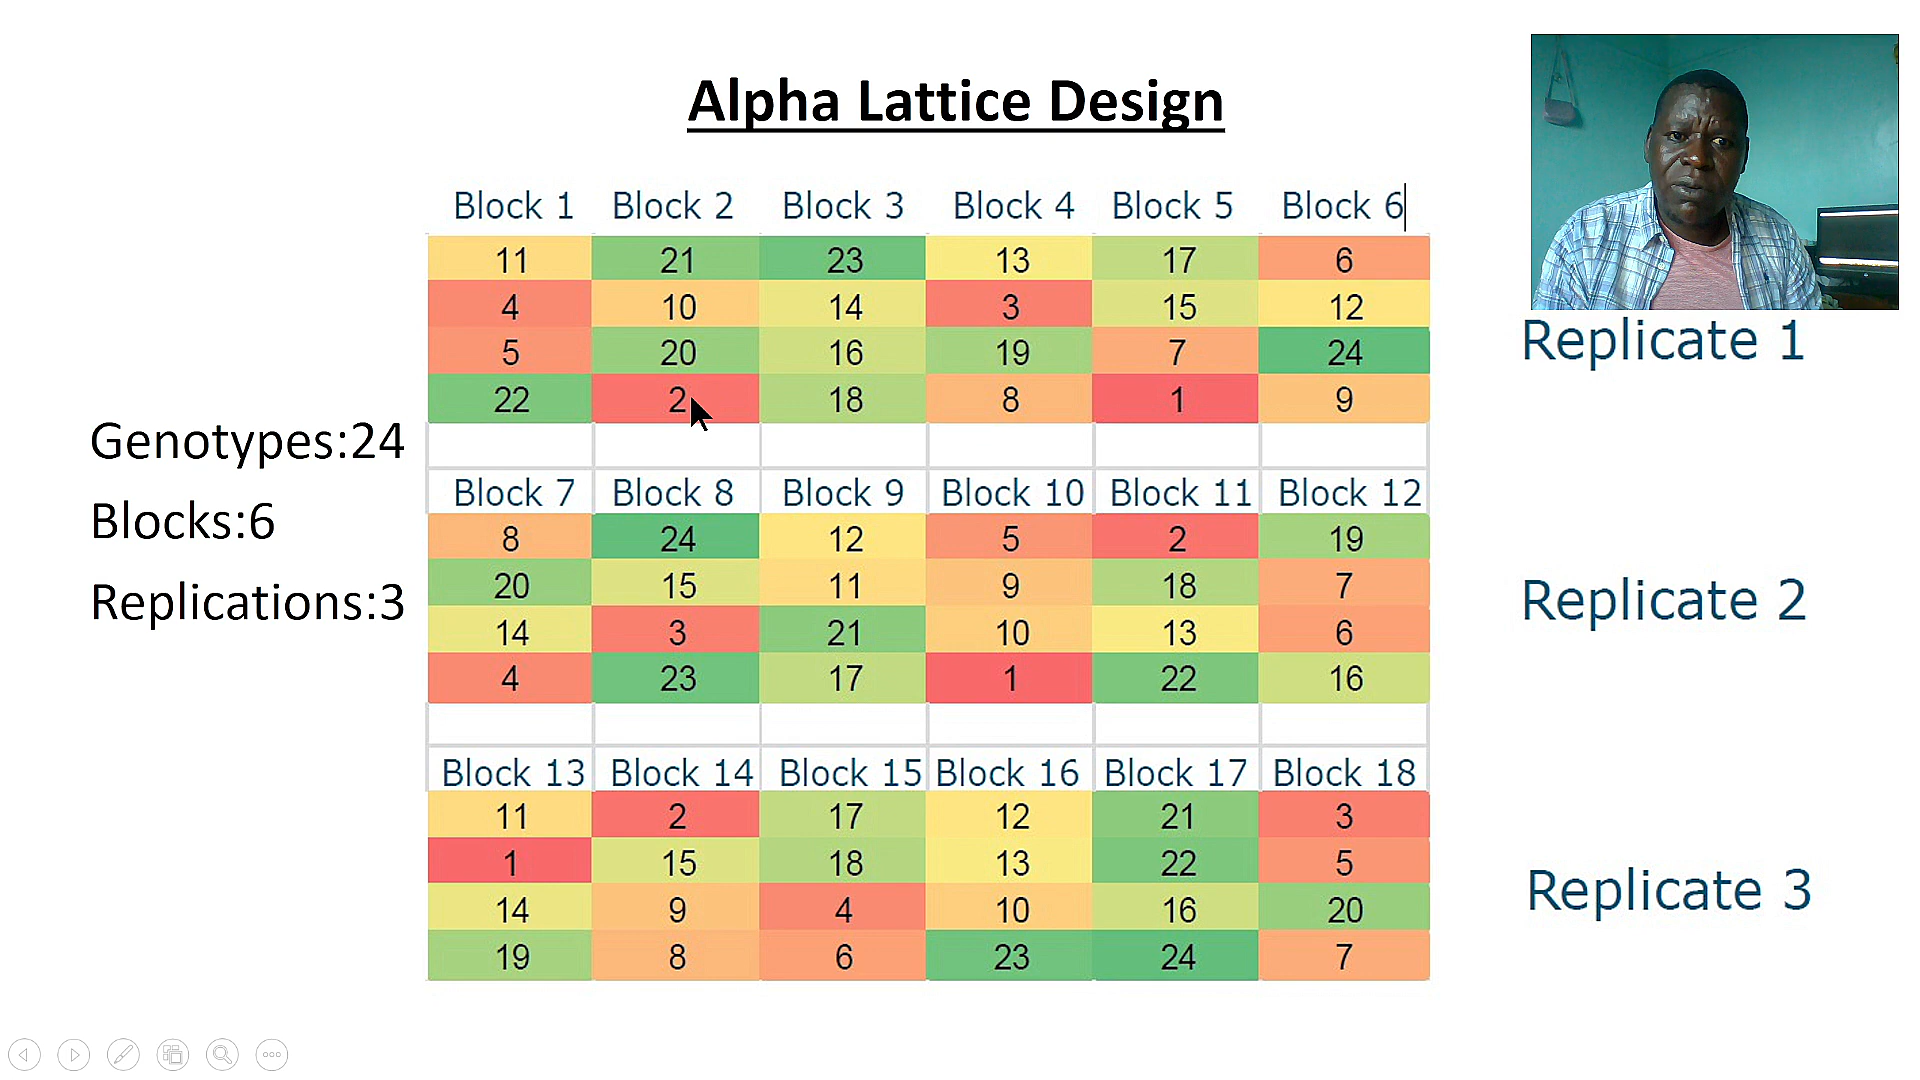 Alpha Lattice Design
Block 1 Block 2 Block 3 Block 4 Block 5 Block 6
11 21 23 13 17 6
4 10 14 3 15 12
5 20 16 19 7 24
22 2 18 8 1 9
Replicate 1
Genotypes:24
Blocks:6
Replications:3
Block 7 Block 8 Block 9 Block 10 Block 11 Block 12
8 24 12 5 2 19
20 15 11 9 18 7
14 3 21 10 13 6
4 23 17 1 22 16
Replicate 2
Block 13 Block 14 Block 15 Block 16 Block 17 Block 18
11 2 17 12 21 3
1 15 18 13 22 5
14 9 4 10 16 20
19 8 6 23 24 7
Replicate 3